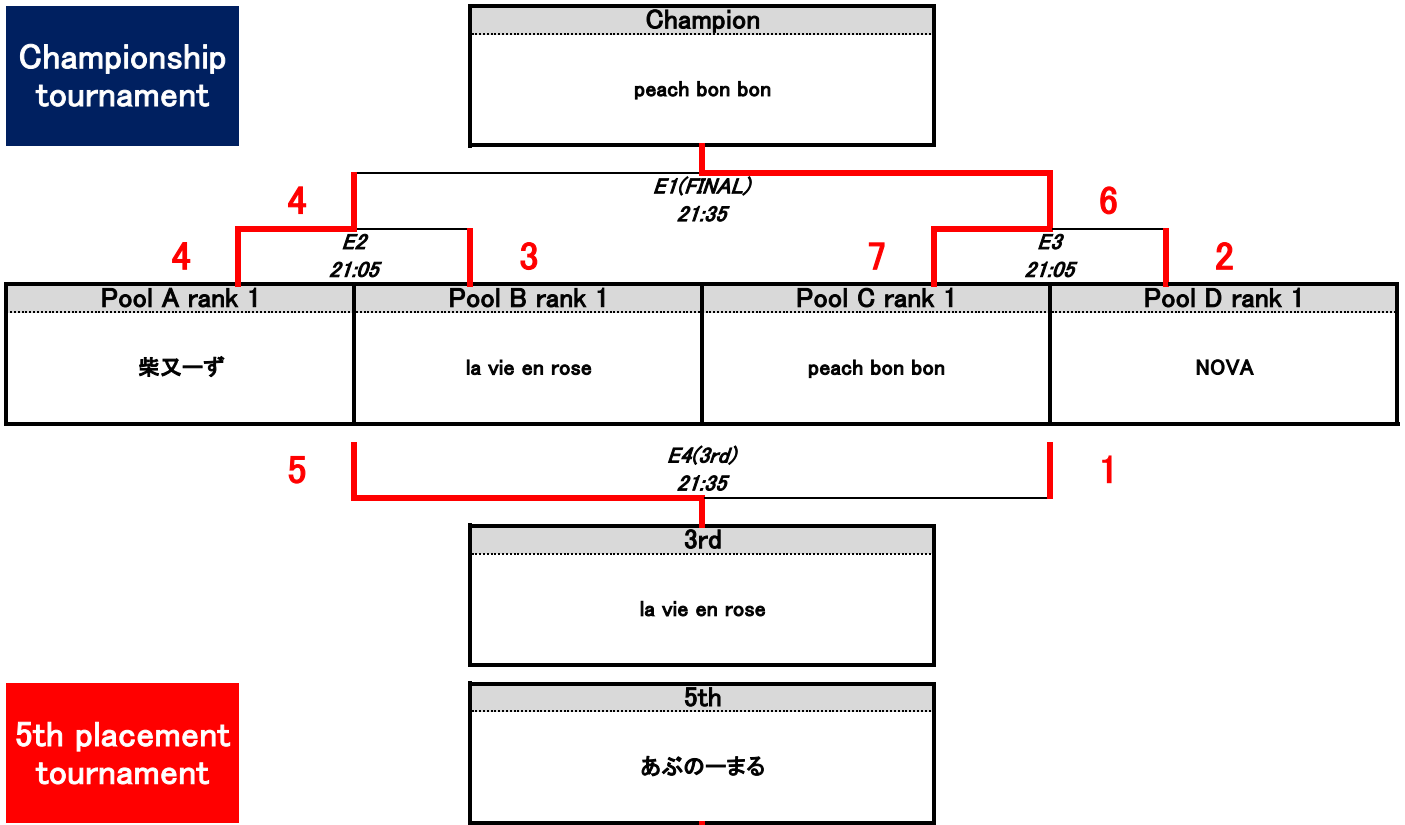 Championship
tournament
Champion
peach bon bon
E1(FINAL)
21:35
4
6
E2
21:05
E3
21:05
4
3
7
2
Pool A rank 1
Pool B rank 1
Pool C rank 1
Pool D rank 1
柴又ーず
la vie en rose
peach bon bon
NOVA
E4(3rd)
21:35
5
1
3rd
la vie en rose
5th placement
tournament
5th
あぶのーまる